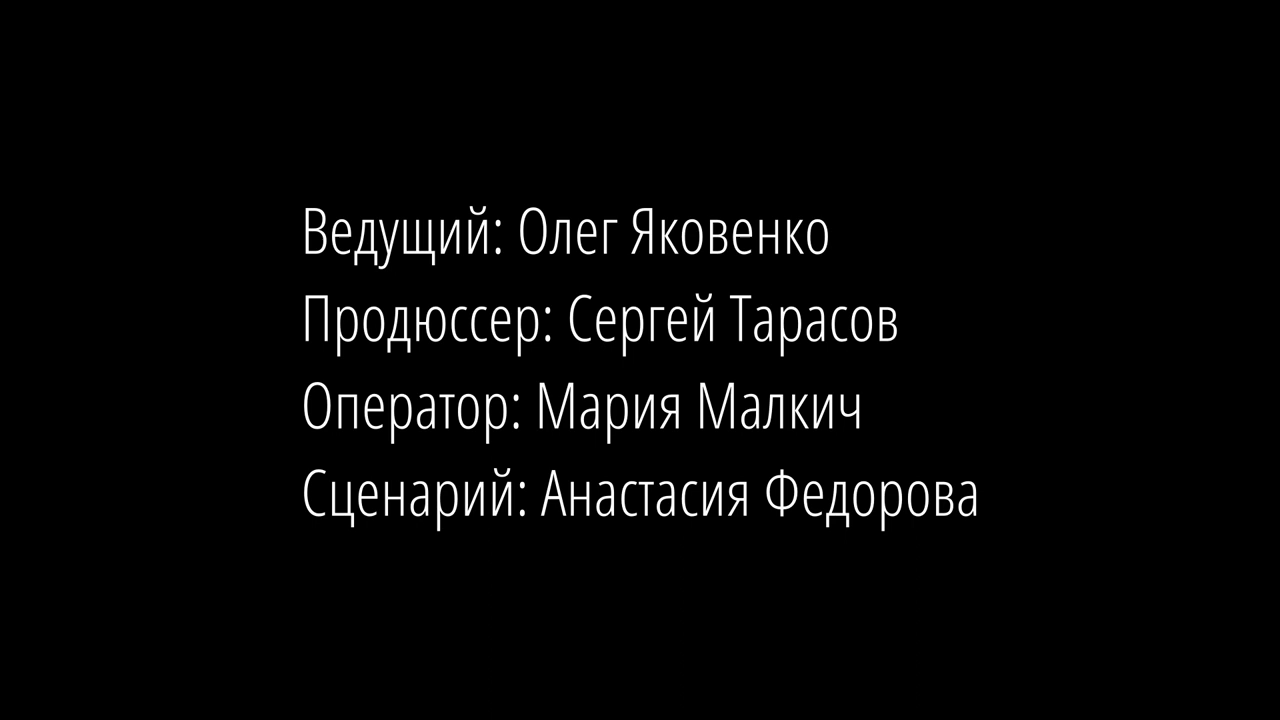 Ведущий: Олег Яковенко
Продюссер: Сергей Тарасов
Оператор: Мария Малкич
Сценарий: Анастасия Федорова